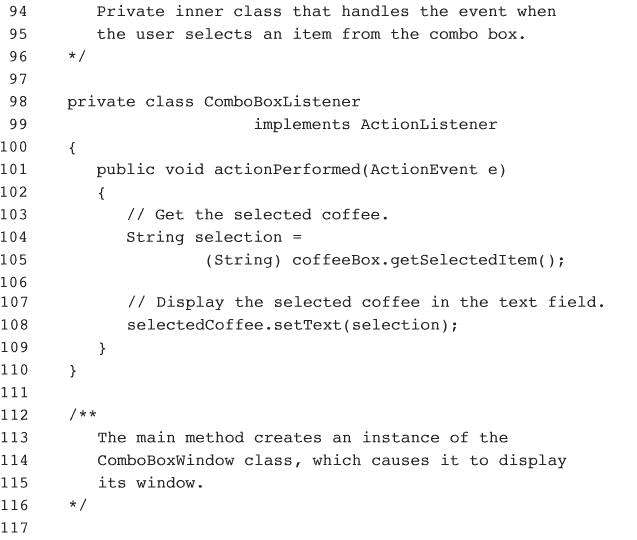 94 Private inner class that handles the event when
95 the user selects an item from the combo box.
96 */
97
98 private class ComboBoxListener
99 implements ActionListener
100 {
101 public void actionPerformed(ActionEvent e)
102 {
103 // Get the selected coffee.
104 String selection =
105 (String) coffeeBox.getSelectedItem();
106
107 // Display the selected coffee in the text field.
108 selectedCoffee.setText(selection);
109 }
110 }
111
112 /**
113 The main method creates an instance of the
114 ComboBoxWindow class, which causes it to display
115 its window.
116 */
117